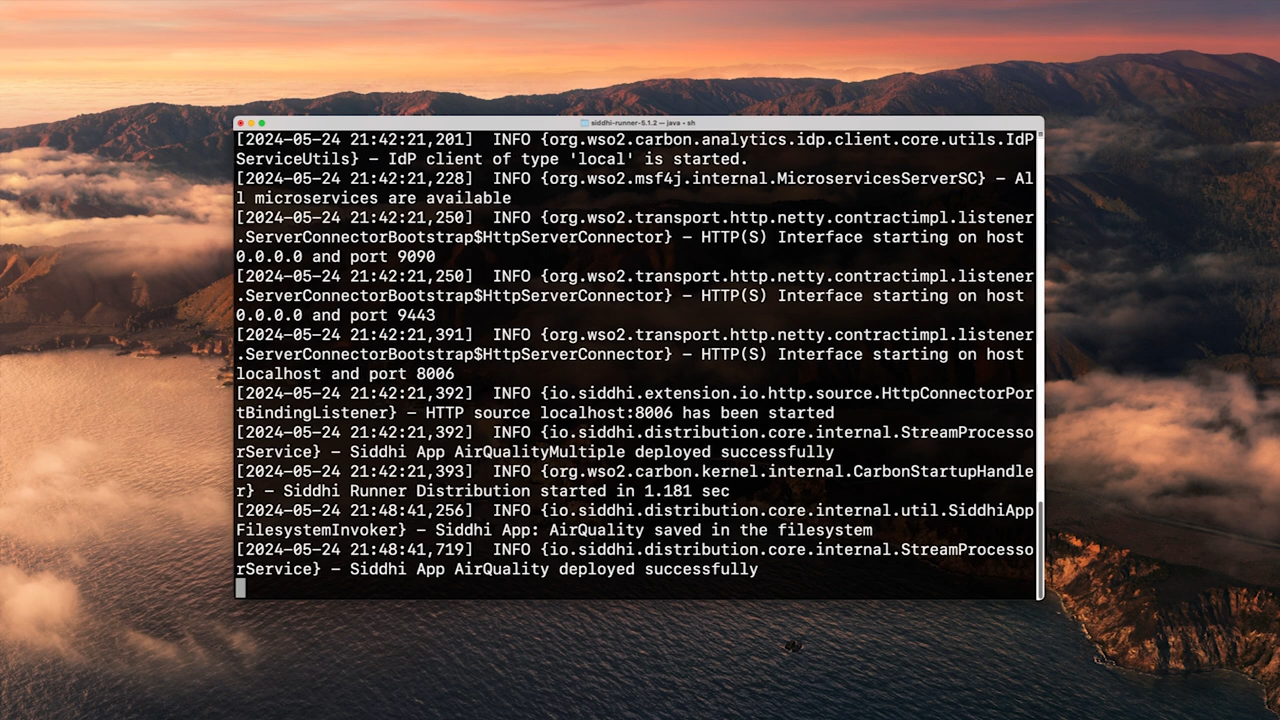 siddhi-runner-5.1.2 — java • sh
[2024-05-24 21:42:21,201]  INFO {org.wso2.carbon.analytics.idp.client.core.utils.IdP
ServiceUtils} – IdP client of type 'local' is started.
[2024-05-24 21:42:21,228]  INFO {org.wso2.msf4j.internal.MicroservicesServerSC} – Al
l microservices are available
[2024-05-24 21:42:21,250]  INFO {org.wso2.transport.http.netty.contractimpl.listener
.ServerConnectorBootstrap$HttpServerConnector} – HTTP(S) Interface starting on host
0.0.0.0 and port 9090
[2024-05-24 21:42:21,250]  INFO {org.wso2.transport.http.netty.contractimpl.listener
.ServerConnectorBootstrap$HttpServerConnector} – HTTP(S) Interface starting on host
0.0.0.0 and port 9443
[2024-05-24 21:42:21,391]  INFO {org.wso2.transport.http.netty.contractimpl.listener
.ServerConnectorBootstrap$HttpServerConnector} – HTTP(S) Interface starting on host
localhost and port 8006
[2024-05-24 21:42:21,392]  INFO {io.siddhi.extension.io.http.source.HttpConnectorPor
tBindingListener} – HTTP source localhost:8006 has been started
[2024-05-24 21:42:21,392]  INFO {io.siddhi.distribution.core.internal.StreamProcesso
rService} – Siddhi App AirQualityMultiple deployed successfully
[2024-05-24 21:42:21,393]  INFO {org.wso2.carbon.kernel.internal.CarbonStartupHandle
r} – Siddhi Runner Distribution started in 1.181 sec
[2024-05-24 21:48:41,256]  INFO {io.siddhi.distribution.core.internal.util.SiddhiApp
FilesystemInvoker} – Siddhi App: AirQuality saved in the filesystem
[2024-05-24 21:48:41,719]  INFO {io.siddhi.distribution.core.internal.StreamProcesso
rService} – Siddhi App AirQuality deployed successfully